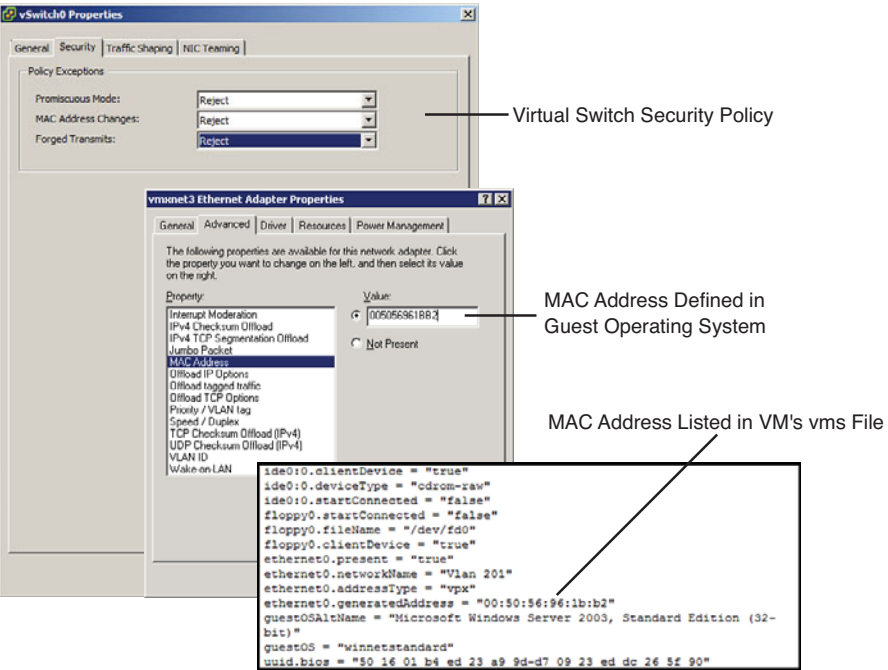 vSwitch0 Properties
General Security Traffic Shaping NIC Teaming
Policy Exceptions
Promiscuous Mode: Reject
MAC Address Changes: Reject
Forged Transmits: Reject
Virtual Switch Security Policy
vmxnet3 Ethernet Adapter Properties
General Advanced Driver Resources Power Management
The following properties are available for this network adapter. Click
the property you want to change on the left, and then select its value
on the right.
Property:
Value:
Interrupt Moderation
IPv4 Checksum Offload
IPv4 TCP Segmentation Offload
Jumbo Packet
MAC Address
Offload IP Options
Offload tagged traffic
Offload TCP Options
Priority / VLAN tag
Speed / Duplex
TCP Checksum Offload (IPv4)
UDP Checksum Offload (IPv4)
VLAN ID
Wake-on-LAN
005056961BB2
Not Present
MAC Address Defined in
Guest Operating System
MAC Address Listed in VM's vms File
ide0:0.clientDevice = "true"
ide0:0.deviceType = "cdrom-raw"
ide0:0.startConnected = "false"
floppy0.startConnected = "false"
floppy0.fileName = "/dev/fd0"
floppy0.clientDevice = "true"
ethernet0.present = "true"
ethernet0.networkName = "Vlan 201"
ethernet0.addressType = "vpx"
ethernet0.generatedAddress = "00:50:56:96:1b:b2"
guestOSAltName = "Microsoft Windows Server 2003, Standard Edition (32-
bit)"
guestOS = "winnetstandard"
uuid.bios = "50 16 01 b4 ed 23 a9 9d-d7 09 23 ed dc 26 5f 90"